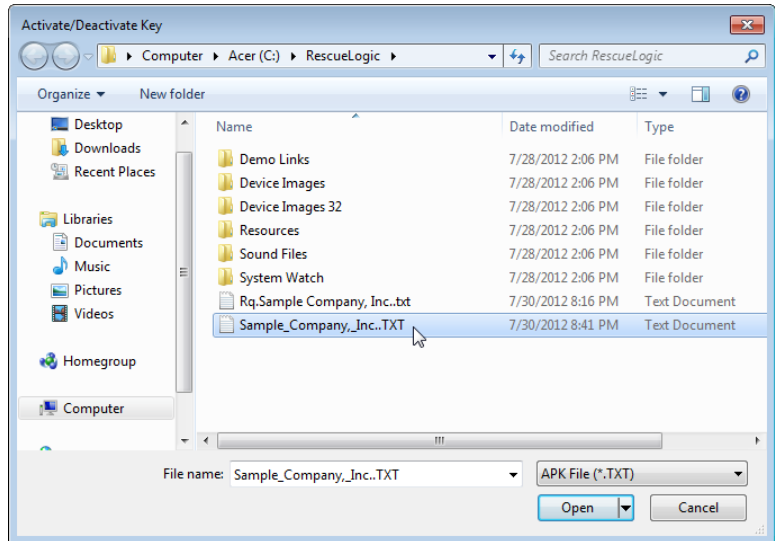 Activate/Deactivate Key
Computer Acer (C:) RescueLogic Search RescueLogic
Organize New folder
Desktop
Downloads
Recent Places
Libraries
Documents
Music
Pictures
Videos
Homegroup
Computer
Name Date modified Type
Demo Links 7/28/2012 2:06 PM File folder
Device Images 7/28/2012 2:06 PM File folder
Device Images 32 7/28/2012 2:06 PM File folder
Resources 7/28/2012 2:06 PM File folder
Sound Files 7/28/2012 2:06 PM File folder
System Watch 7/28/2012 2:06 PM File folder
Rq.Sample Company, Inc..txt 7/30/2012 8:16 PM Text Document
Sample_Company,_Inc..TXT 7/30/2012 8:41 PM Text Document
File name: Sample_Company,_Inc..TXT APK File (*.TXT)
Open Cancel